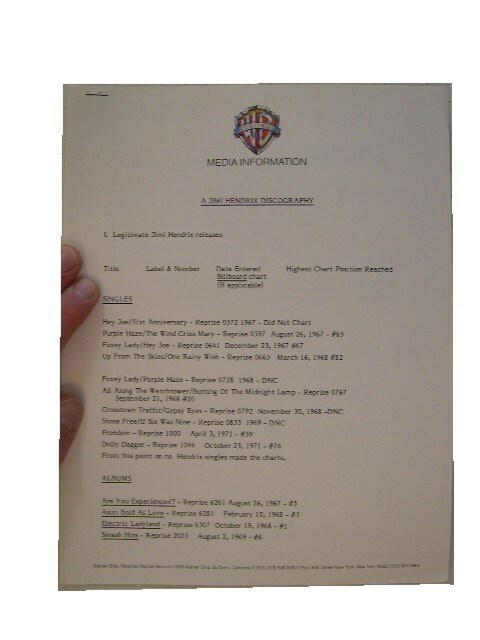 MEDIA INFORMATION
A JIMI HENDRIX DISCOGRAPHY
I. Legitimate Jimi Hendrix releases
Title Label & Number Date Entered Highest Chart Position Reached
Billboard chart
(if applicable)
SINGLES
Hey Joe/51st Anniversary - Reprise 0572 1967 - Did Not Chart
Purple Haze/The Wind Cries Mary - Reprise 0597 August 26, 1967 - #65
Foxey Lady/Hey Joe - Reprise 0641 December 23, 1967 #67
Up From The Skies/One Rainy Wish - Reprise 0665 March 16, 1968 #82
Foxey Lady/Purple Haze - Reprise 0728 1968 - DNC
All Along The Watchtower/Burning Of The Midnight Lamp - Reprise 0767
September 21, 1968 #20
Crosstown Traffic/Gypsy Eyes - Reprise 0792 November 30, 1968 -DNC
Stone Free/If Six Was Nine - Reprise 0853 1969 - DNC
Freedom - Reprise 1000 April 3, 1971 - #59
Dolly Dagger - Reprise 1044 October 23, 1971 - #74
From this point on no Hendrix singles made the charts.
ALBUMS
Are You Experienced? - Reprise 6261 August 26, 1967 - #5
Axis: Bold As Love - Reprise 6281 February 10, 1968 - #3
Electric Ladyland - Reprise 6307 October 19, 1968 - #1
Smash Hits - Reprise 2025 August 2, 1969 - #6